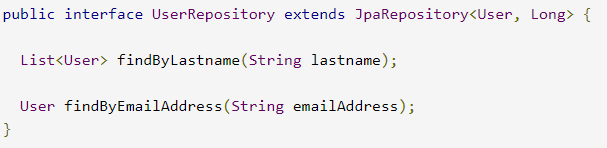 public interface UserRepository extends JpaRepository<User, Long> {
List<User> findByLastname(String lastname);
User findByEmailAddress(String emailAddress);
}